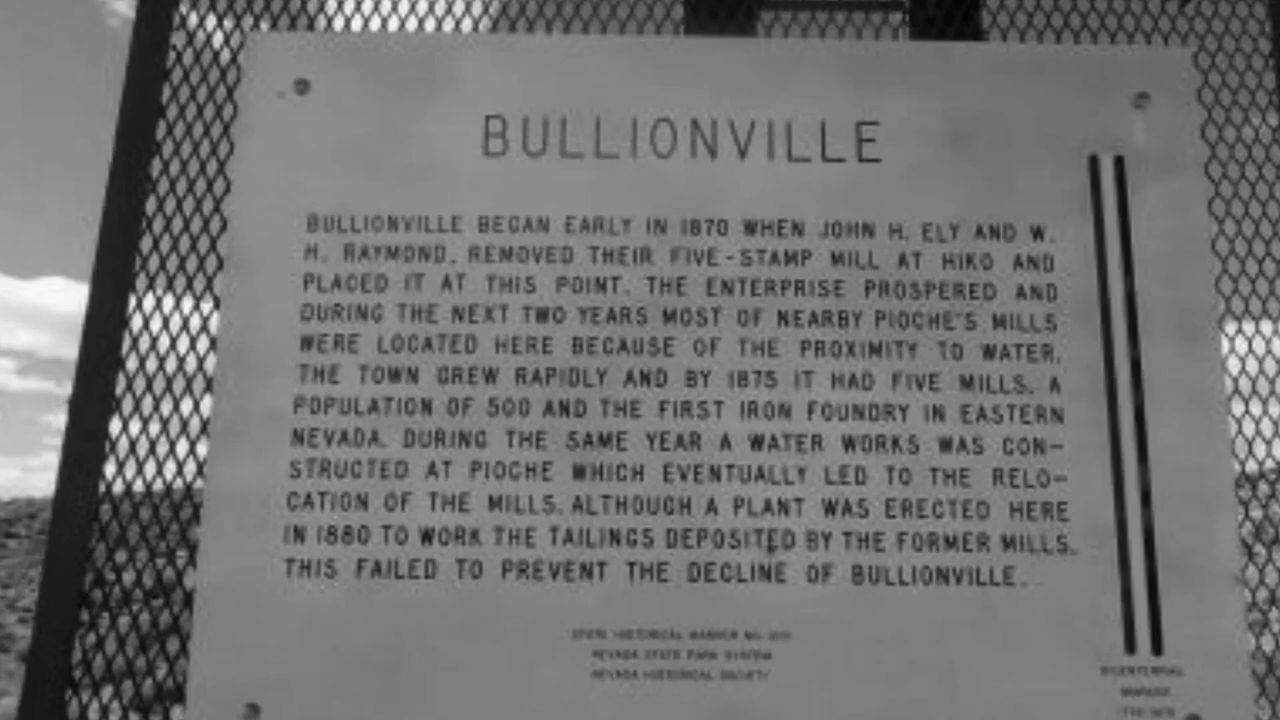 BULLIONVILLE
BULLIONVILLE BEGAN EARLY IN 1870 WHEN JOHN H. ELY AND W.
H. RAYMOND, REMOVED THEIR FIVE-STAMP MILL AT HIKO AND
PLACED IT AT THIS POINT. THE ENTERPRISE PROSPERED AND
DURING THE NEXT TWO YEARS MOST OF NEARBY PIOCHE'S MILLS
WERE LOCATED HERE BECAUSE OF THE PROXIMITY TO WATER.
THE TOWN GREW RAPIDLY AND BY 1875 IT HAD FIVE MILLS, A
POPULATION OF 500 AND THE FIRST IRON FOUNDRY IN EASTERN
NEVADA. DURING THE SAME YEAR A WATER WORKS WAS CON-
STRUCTED AT PIOCHE WHICH EVENTUALLY LED TO THE RELO-
CATION OF THE MILLS. ALTHOUGH A PLANT WAS ERECTED HERE
IN 1880 TO WORK THE TAILINGS DEPOSITED BY THE FORMER MILLS,
THIS FAILED TO PREVENT THE DECLINE OF BULLIONVILLE.
STATE HISTORICAL MARKER NO.
NEVADA STATE PARK SYSTEM
NEVADA HISTORICAL SOCIETY
BICENTENNIAL
MARKER